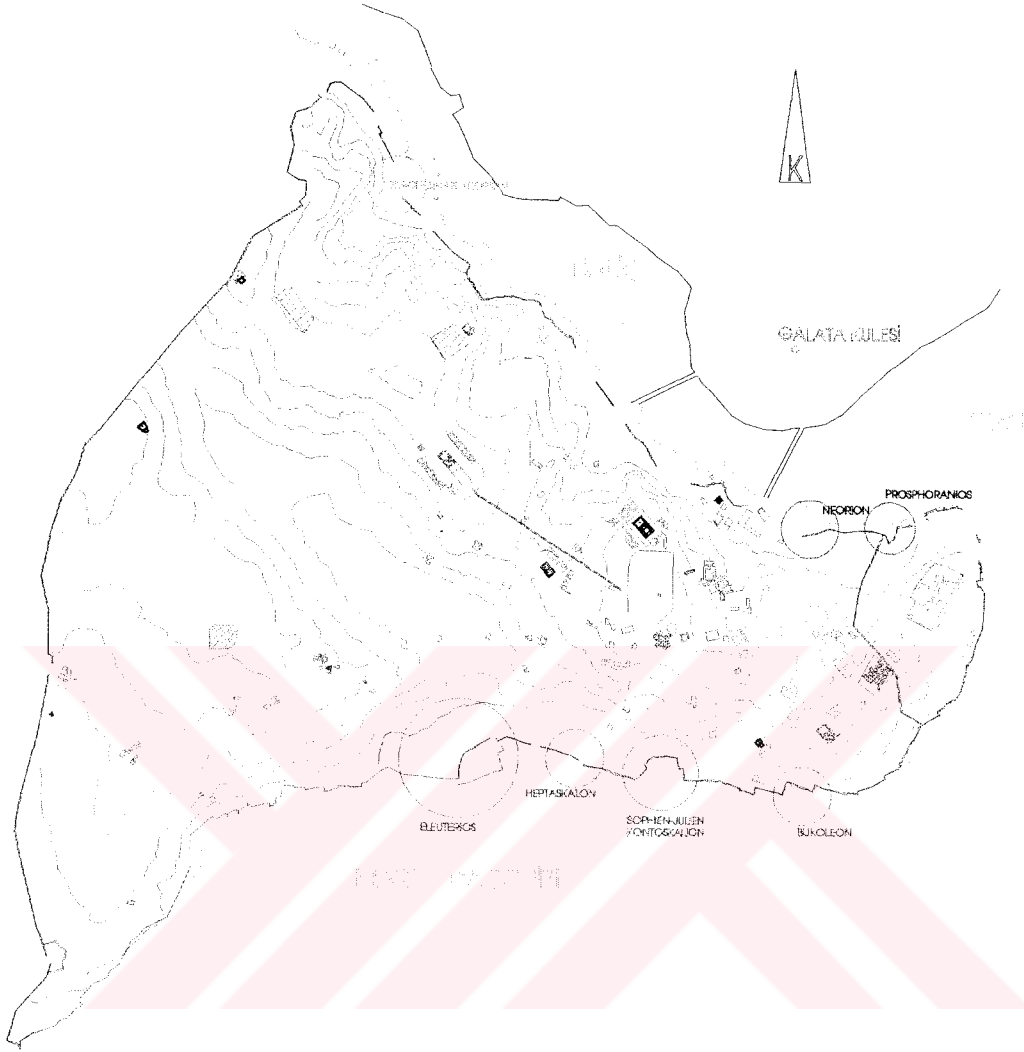 K
GALATA KULESİ
PROSPHORANIOS
NEORION
HEPTASKALON
ELEUTERIOS
SOPHIEN-JULIEN
KONTOSKALION
BUKOLEON